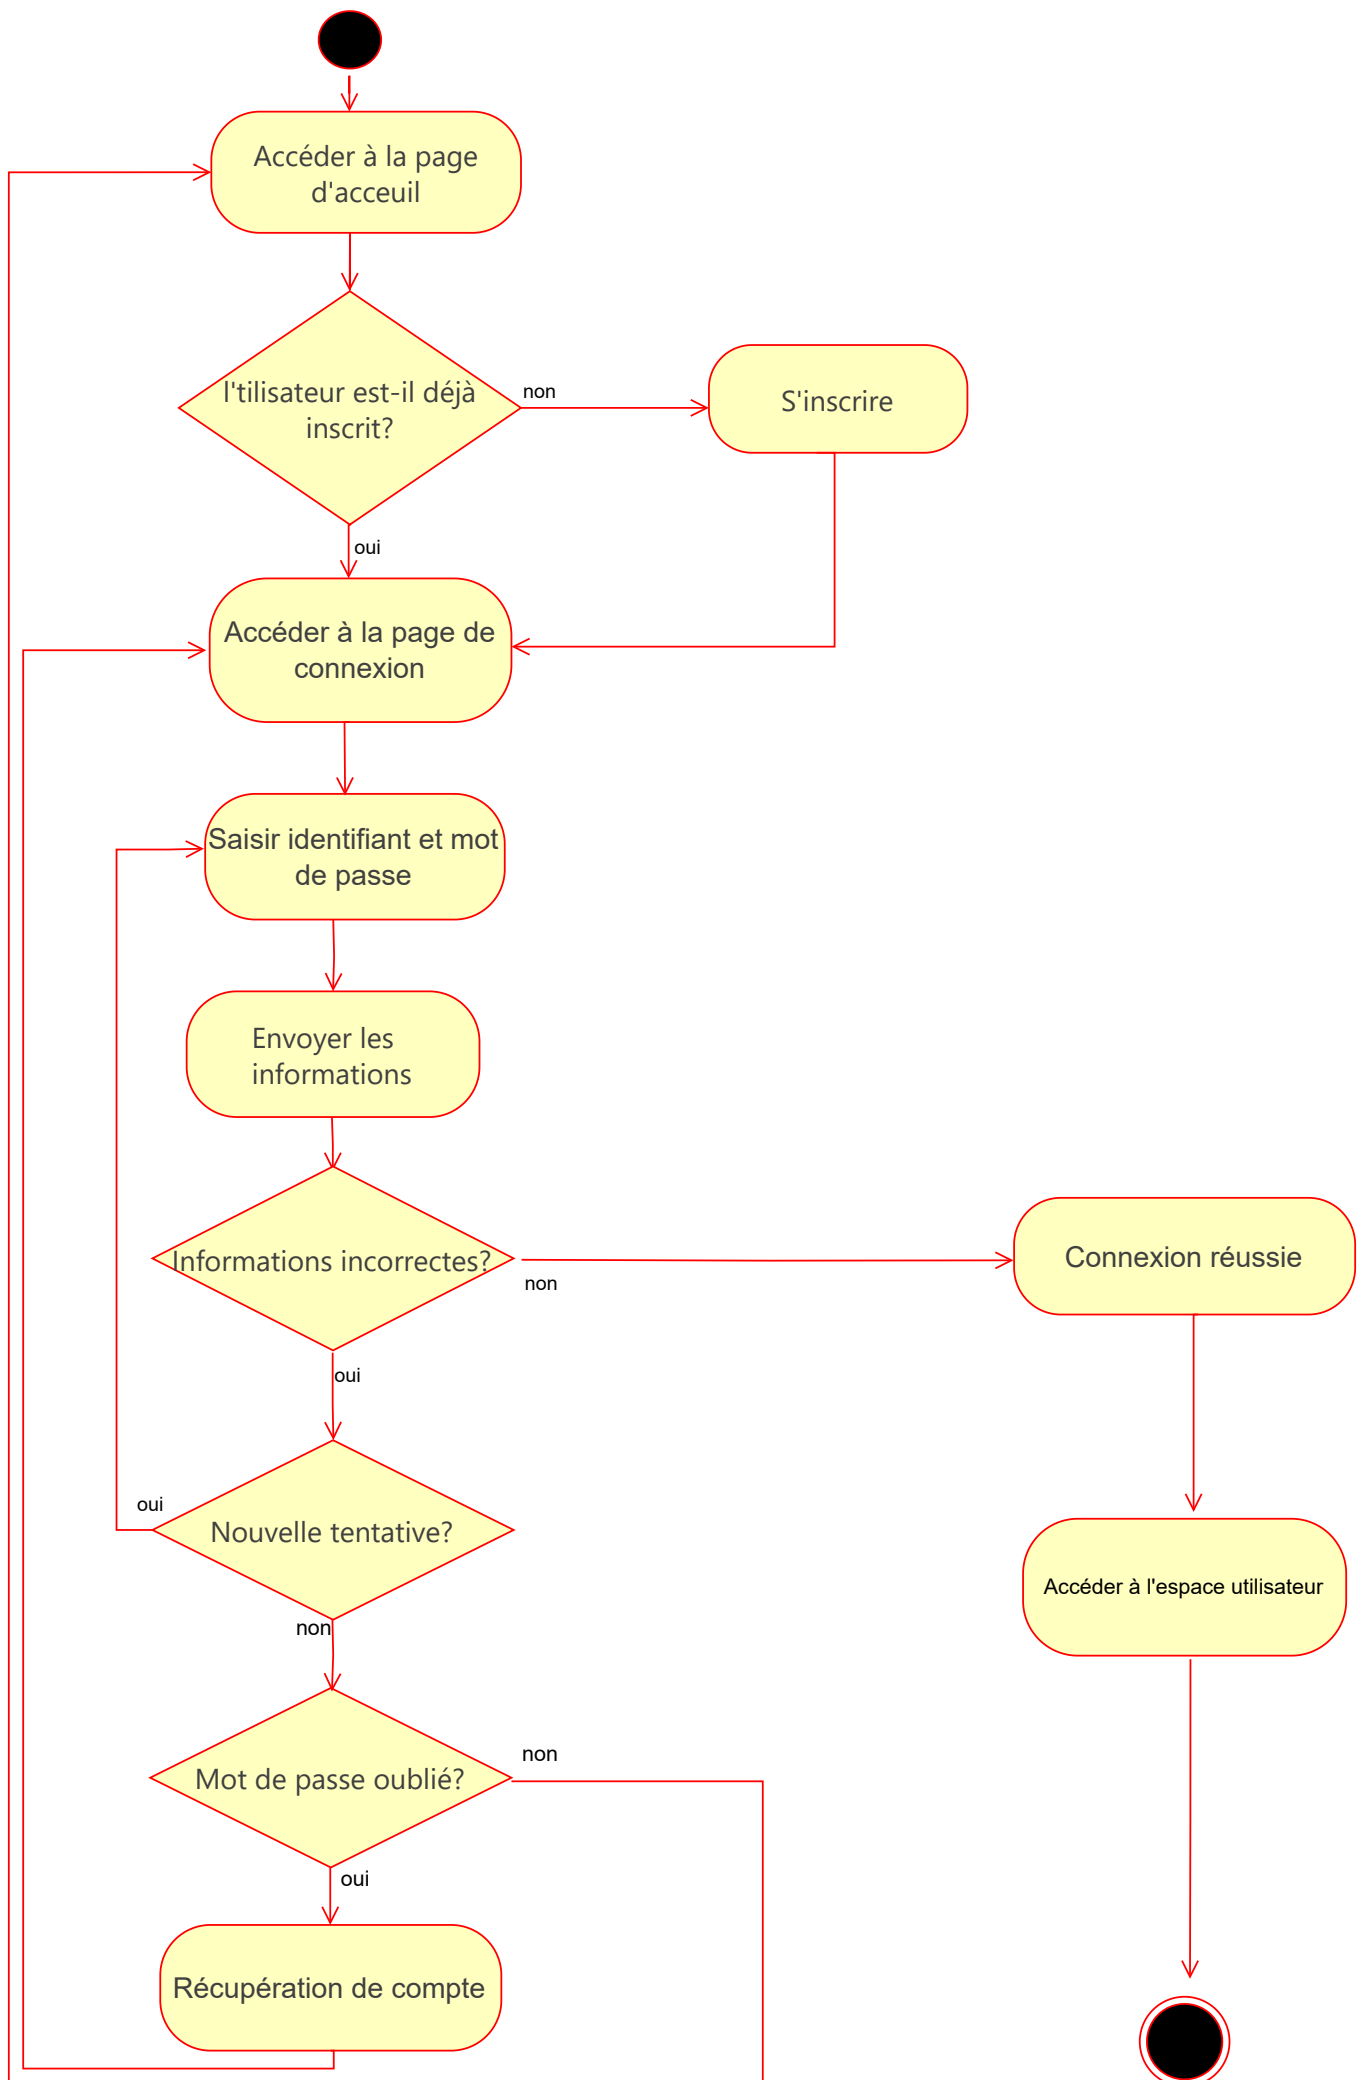 Accéder à la page
d'acceuil
l'tilisateur est-il déjà
inscrit?
non
S'inscrire
oui
Accéder à la page de
connexion
Saisir identifiant et mot
de passe
Envoyer les
informations
Informations incorrectes?
non
Connexion réussie
oui
oui
Nouvelle tentative?
Accéder à l'espace utilisateur
non
non
Mot de passe oublié?
oui
Récupération de compte